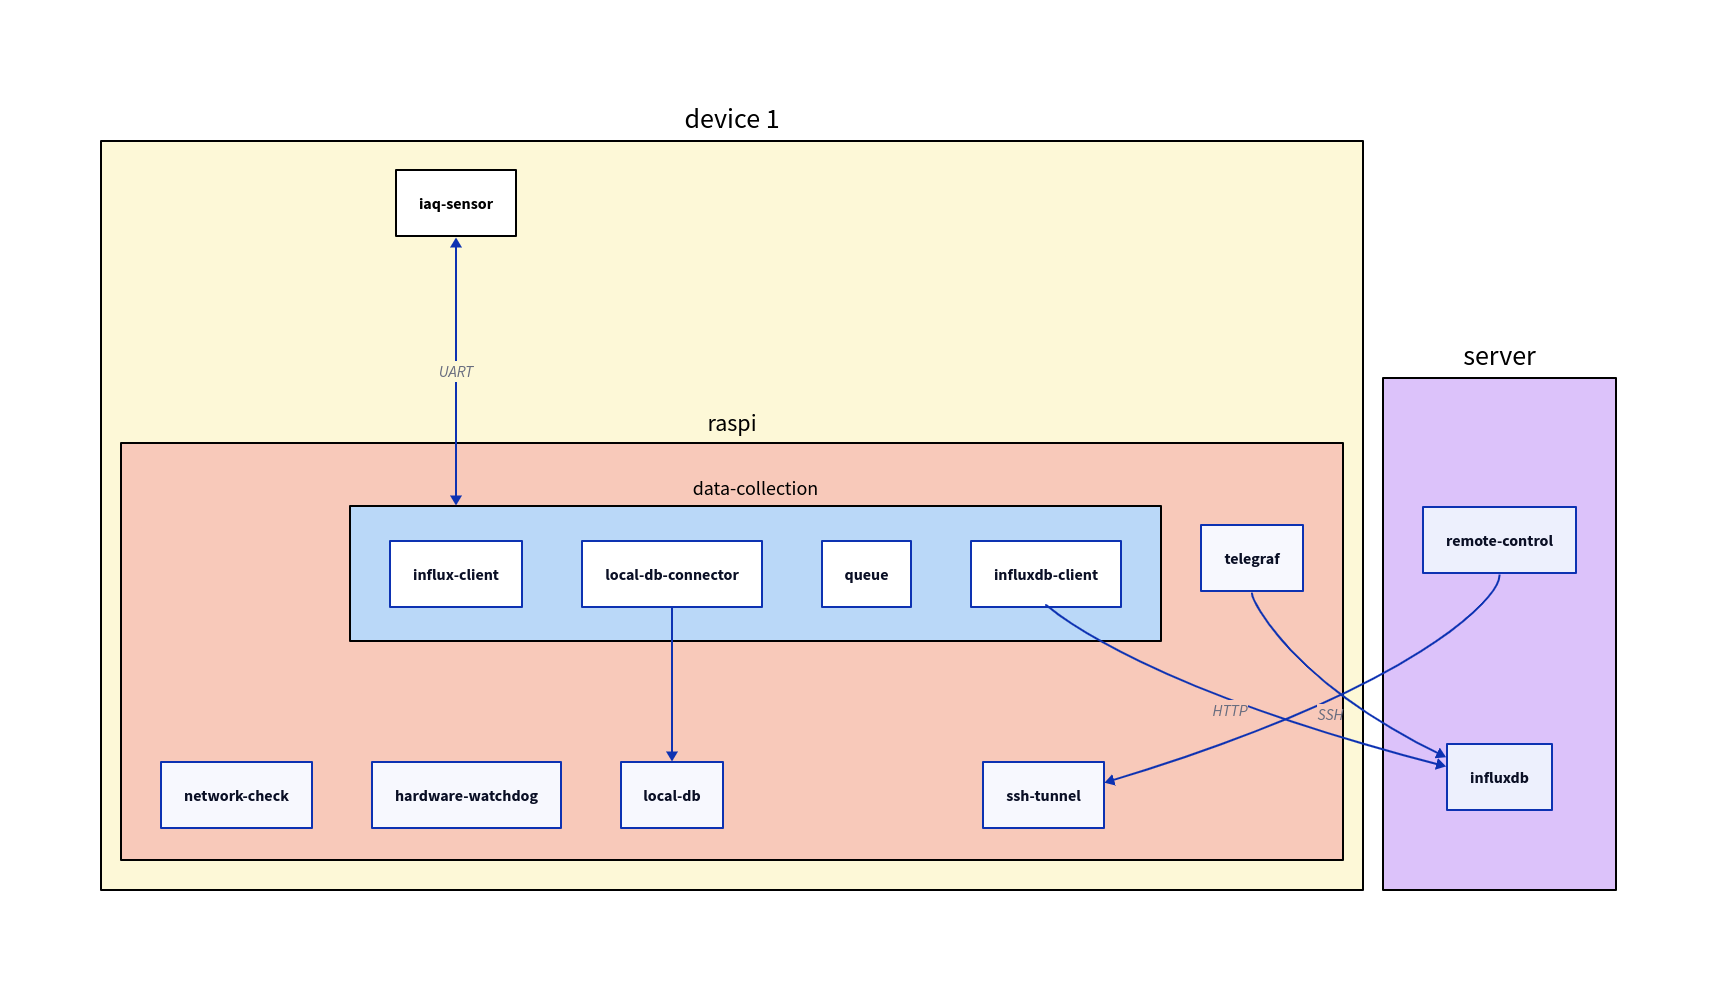 device 1
iaq-sensor
UART
server
raspi
data-collection
influx-client
local-db-connector
queue
influxdb-client
telegraf
remote-control
HTTP
SSH
network-check
hardware-watchdog
local-db
ssh-tunnel
influxdb